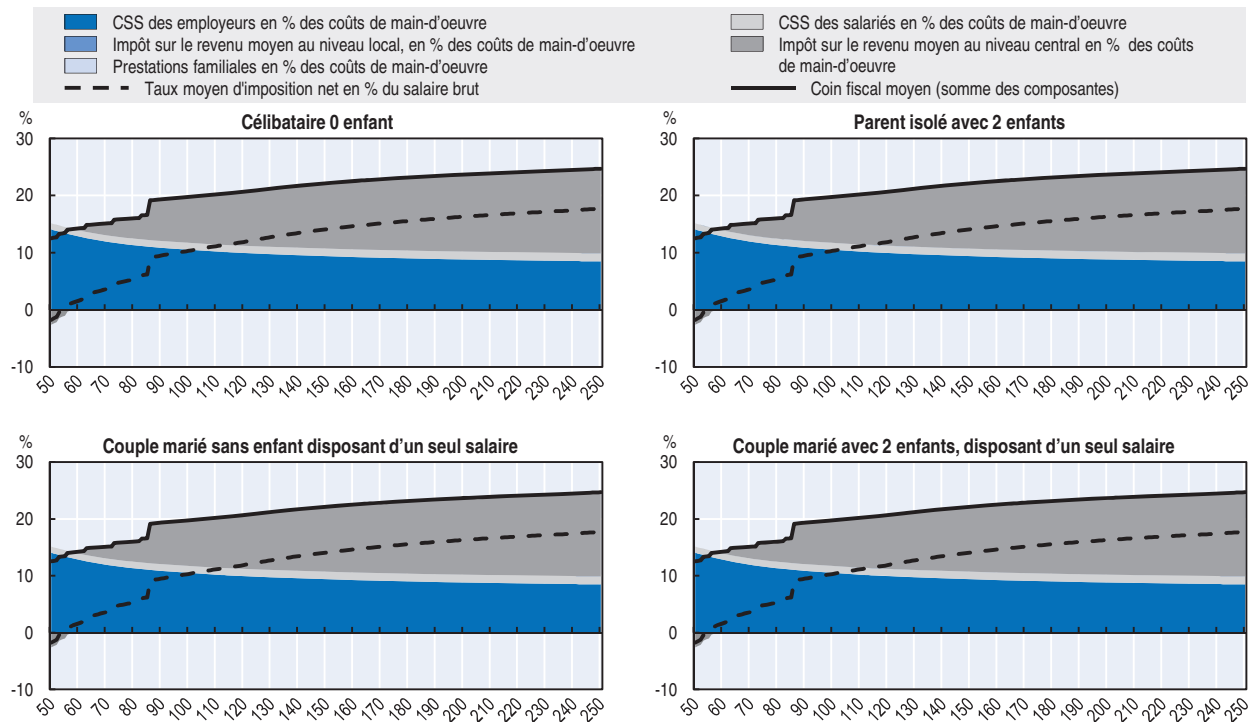 CSS des employeurs en % des coûts de main-d'oeuvre
Impôt sur le revenu moyen au niveau local, en % des coûts de main-d'oeuvre
Prestations familiales en % des coûts de main-d'oeuvre
Taux moyen d'imposition net en % du salaire brut
CSS des salariés en % des coûts de main-d'oeuvre
Impôt sur le revenu moyen au niveau central en % des coûts
de main-d'oeuvre
Coin fiscal moyen (somme des composantes)
%
Célibataire 0 enfant
30
20
10
0
-10
50 60 70 80 90 100 110 120 130 140 150 160 170 180 190 200 210 220 230 240 250
%
Parent isolé avec 2 enfants
30
20
10
0
-10
50 60 70 80 90 100 110 120 130 140 150 160 170 180 190 200 210 220 230 240 250
%
Couple marié sans enfant disposant d'un seul salaire
30
20
10
0
-10
50 60 70 80 90 100 110 120 130 140 150 160 170 180 190 200 210 220 230 240 250
%
Couple marié avec 2 enfants, disposant d'un seul salaire
30
20
10
0
-10
50 60 70 80 90 100 110 120 130 140 150 160 170 180 190 200 210 220 230 240 250